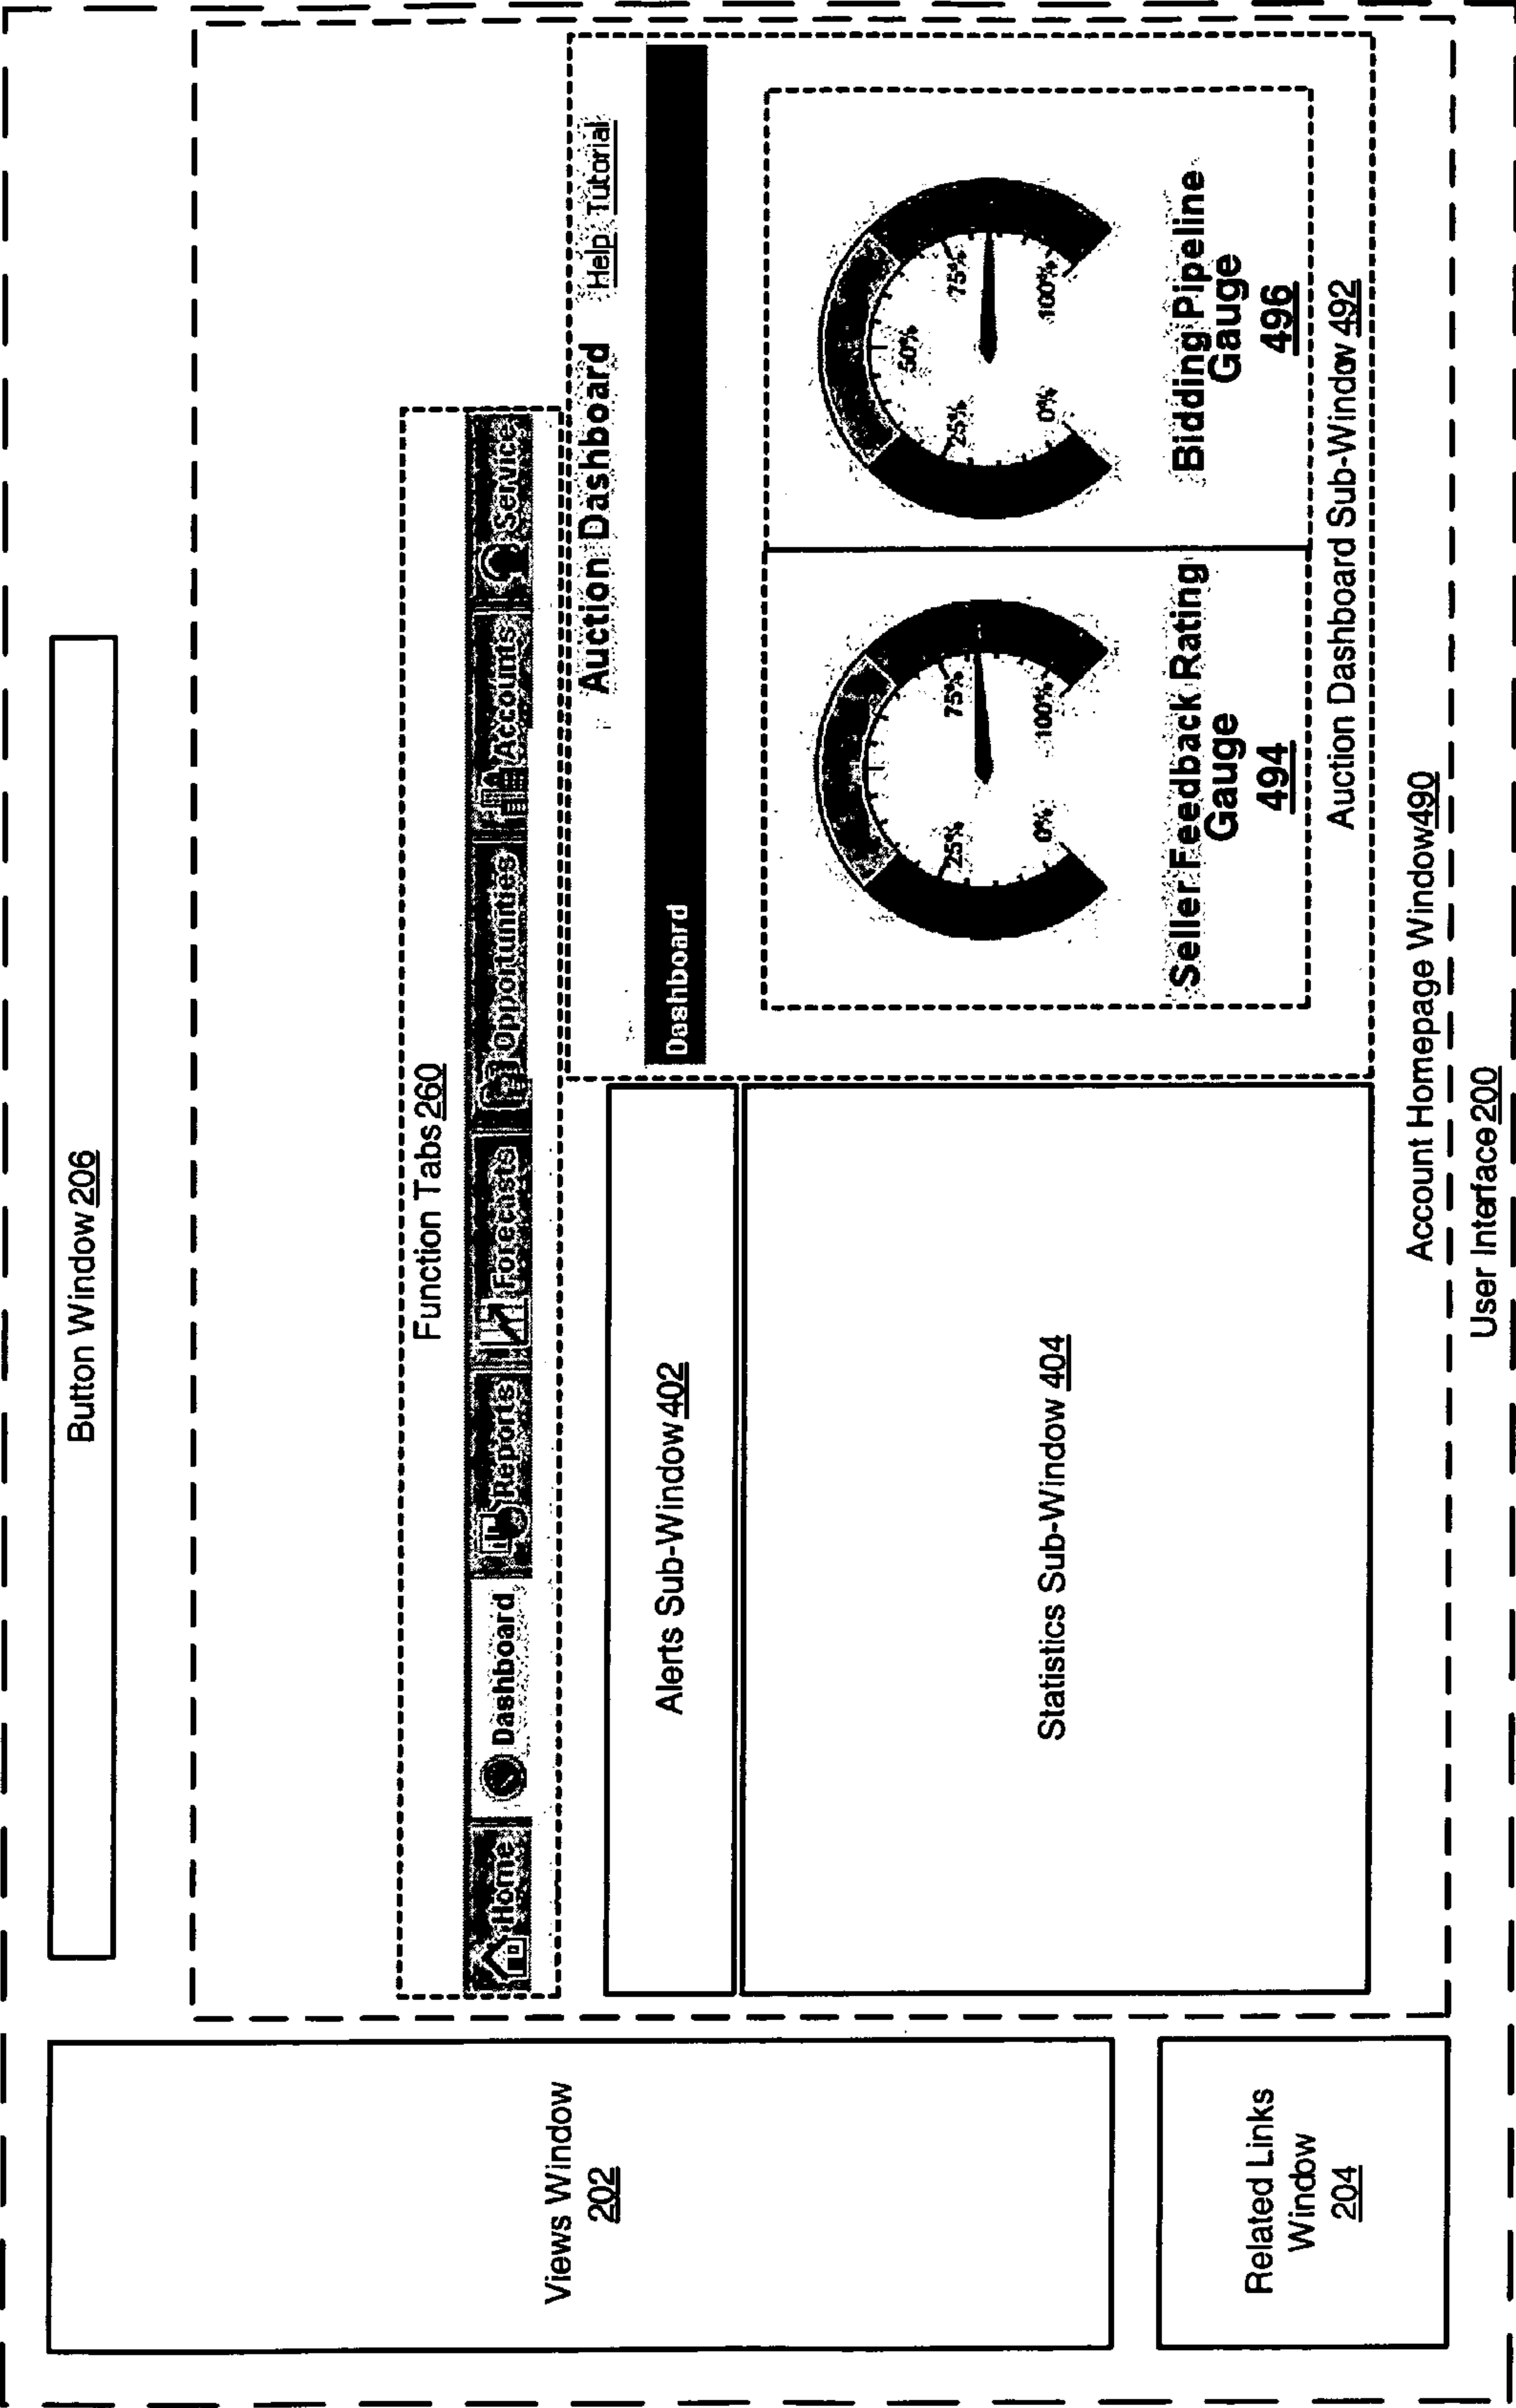 Button Window 206
Views Window
202
Related Links
Window
204
Function Tabs 260
Home
Dashboard
Reports
Forecasts
Opportunities
Accounts
Service
Alerts Sub-Window 402
Statistics Sub-Window 404
Auction Dashboard
Help Tutorial
Dashboard
0%
25%
75%
100%
Seller Feedback Rating
Gauge
494
0%
25%
50%
75%
100%
Bidding Pipeline
Gauge
496
Auction Dashboard Sub-Window 492
Account Homepage Window 490
User Interface 200